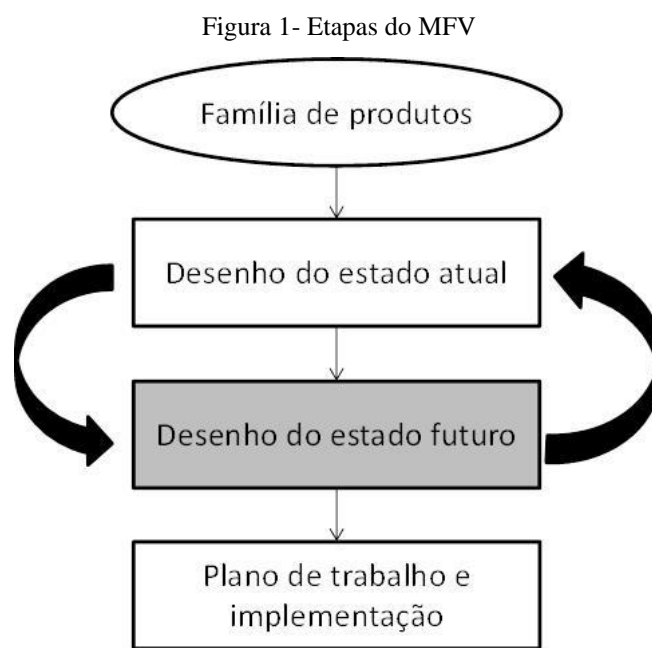 Figura 1- Etapas do MFV
Família de produtos
Desenho do estado atual
Desenho do estado futuro
Plano de trabalho e
implementação